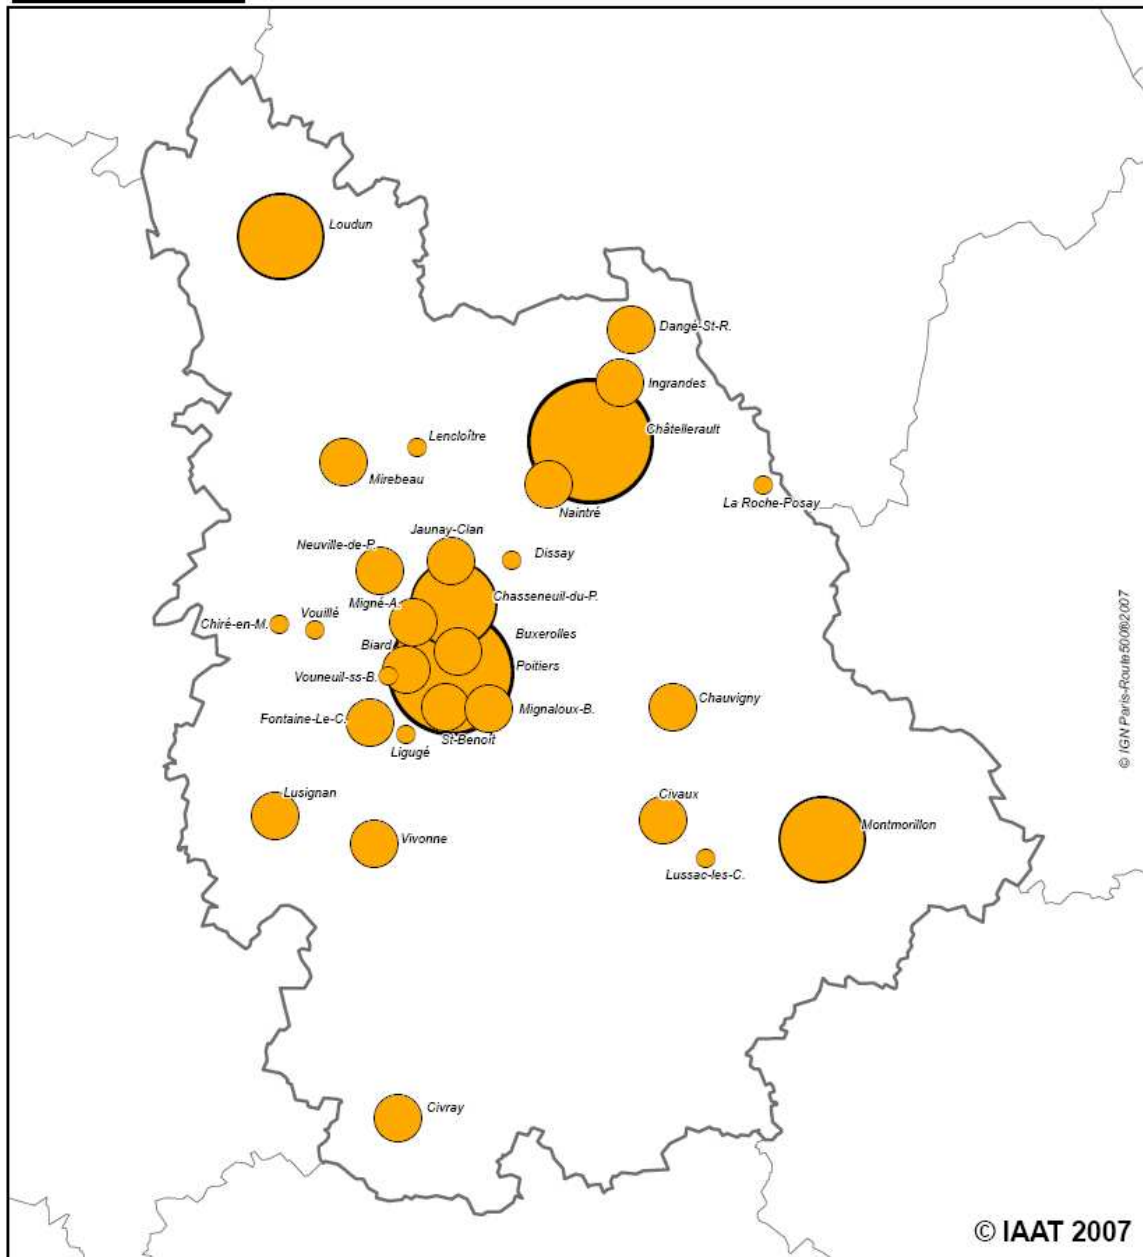 Loudun
Dangé-St-R.
Ingrandes
Châtellerault
Lencloître
Mirebeau
La Roche-Posay
Naintré
Jaunay-Clan
Neuville-de-P.
Dissay
Chasseneuil-du-P.
Migné-A.
Vouillé
Chiré-en-M.
Buxerolles
Biard
Poitiers
Vouneuil-ss-B.
Chauvigny
Mignaloux-B.
Fontaine-Le-C.
St-Benoît
Ligugé
Lusignan
Civaux
Montmorillon
Vivonne
Lussac-les-C.
Civray
© IGN Paris-Route500®2007
© IAAT 2007